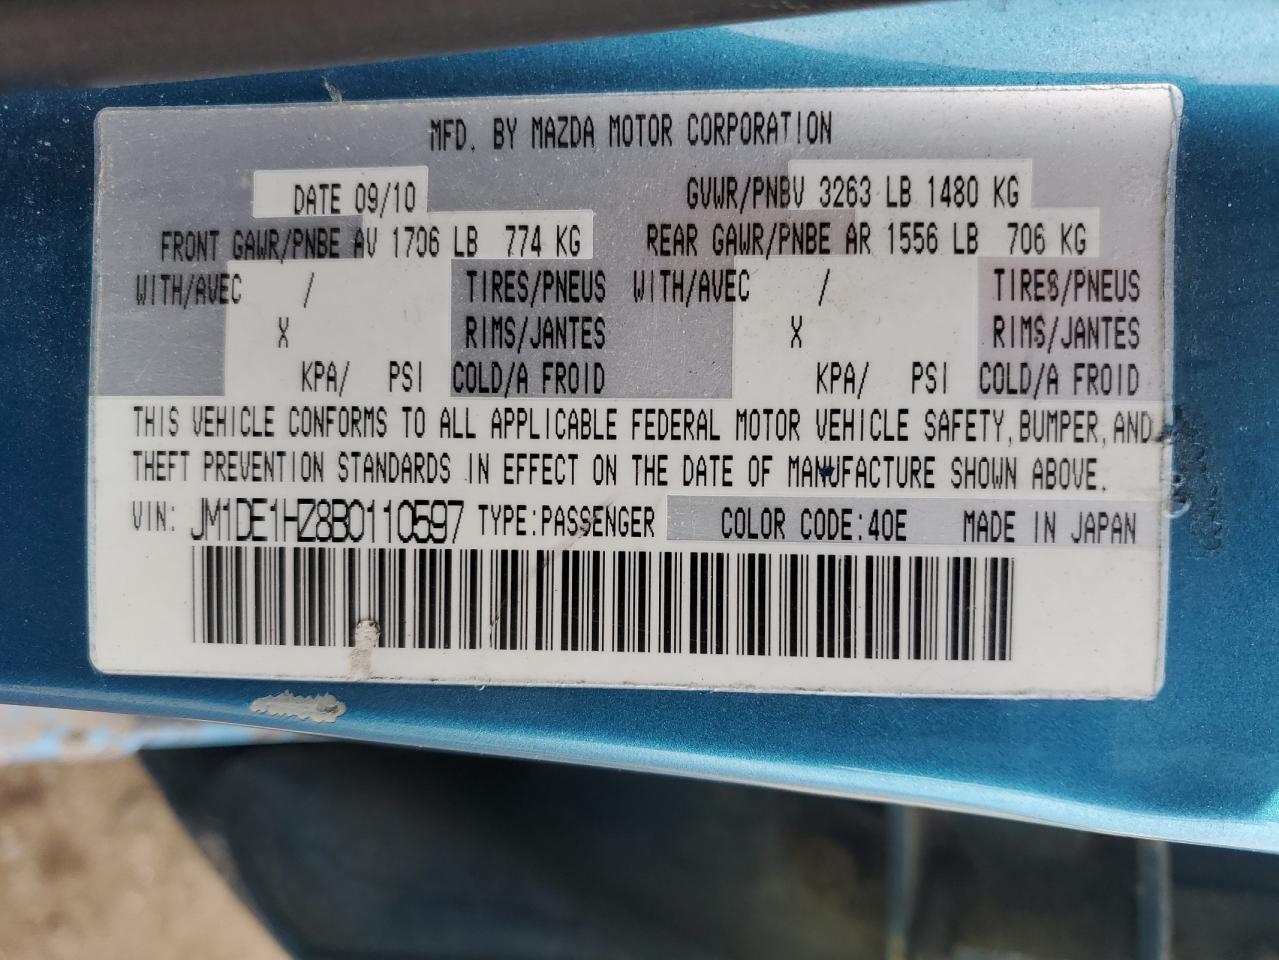 MFD. BY MAZDA MOTOR CORPORATION
DATE 09/10 GVWR/PNBV 3263 LB 1480 KG
FRONT GAWR/PNBE AV 1706 LB 774 KG REAR GAWR/PNBE AR 1556 LB 706 KG
WITH/AVEC / TIRES/PNEUS WITH/AVEC / TIRES/PNEUS
X RIMS/JANTES X RIMS/JANTES
KPA/ PSI COLD/A FROID KPA/ PSI COLD/A FROID
THIS VEHICLE CONFORMS TO ALL APPLICABLE FEDERAL MOTOR VEHICLE SAFETY, BUMPER, AND
THEFT PREVENTION STANDARDS IN EFFECT ON THE DATE OF MANUFACTURE SHOWN ABOVE.
VIN: JM1DE1HZ8B0110597 TYPE:PASSENGER COLOR CODE:40E MADE IN JAPAN